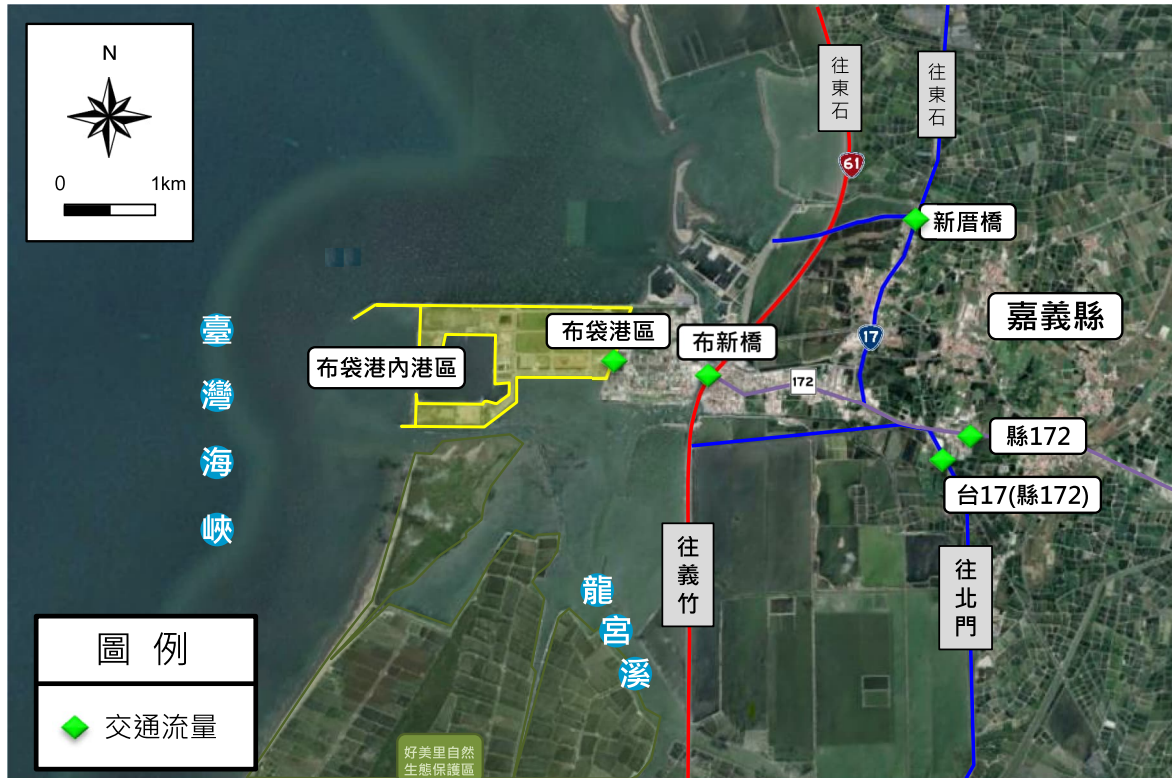 N
0 1km
往東石
往東石
61
新厝橋
嘉義縣
17
布袋港區
布新橋
布袋港內港區
172
縣172
台17(縣172)
臺灣海峽
往義竹
往北門
龍宮溪
圖例
交通流量
好美里自然
生態保護區